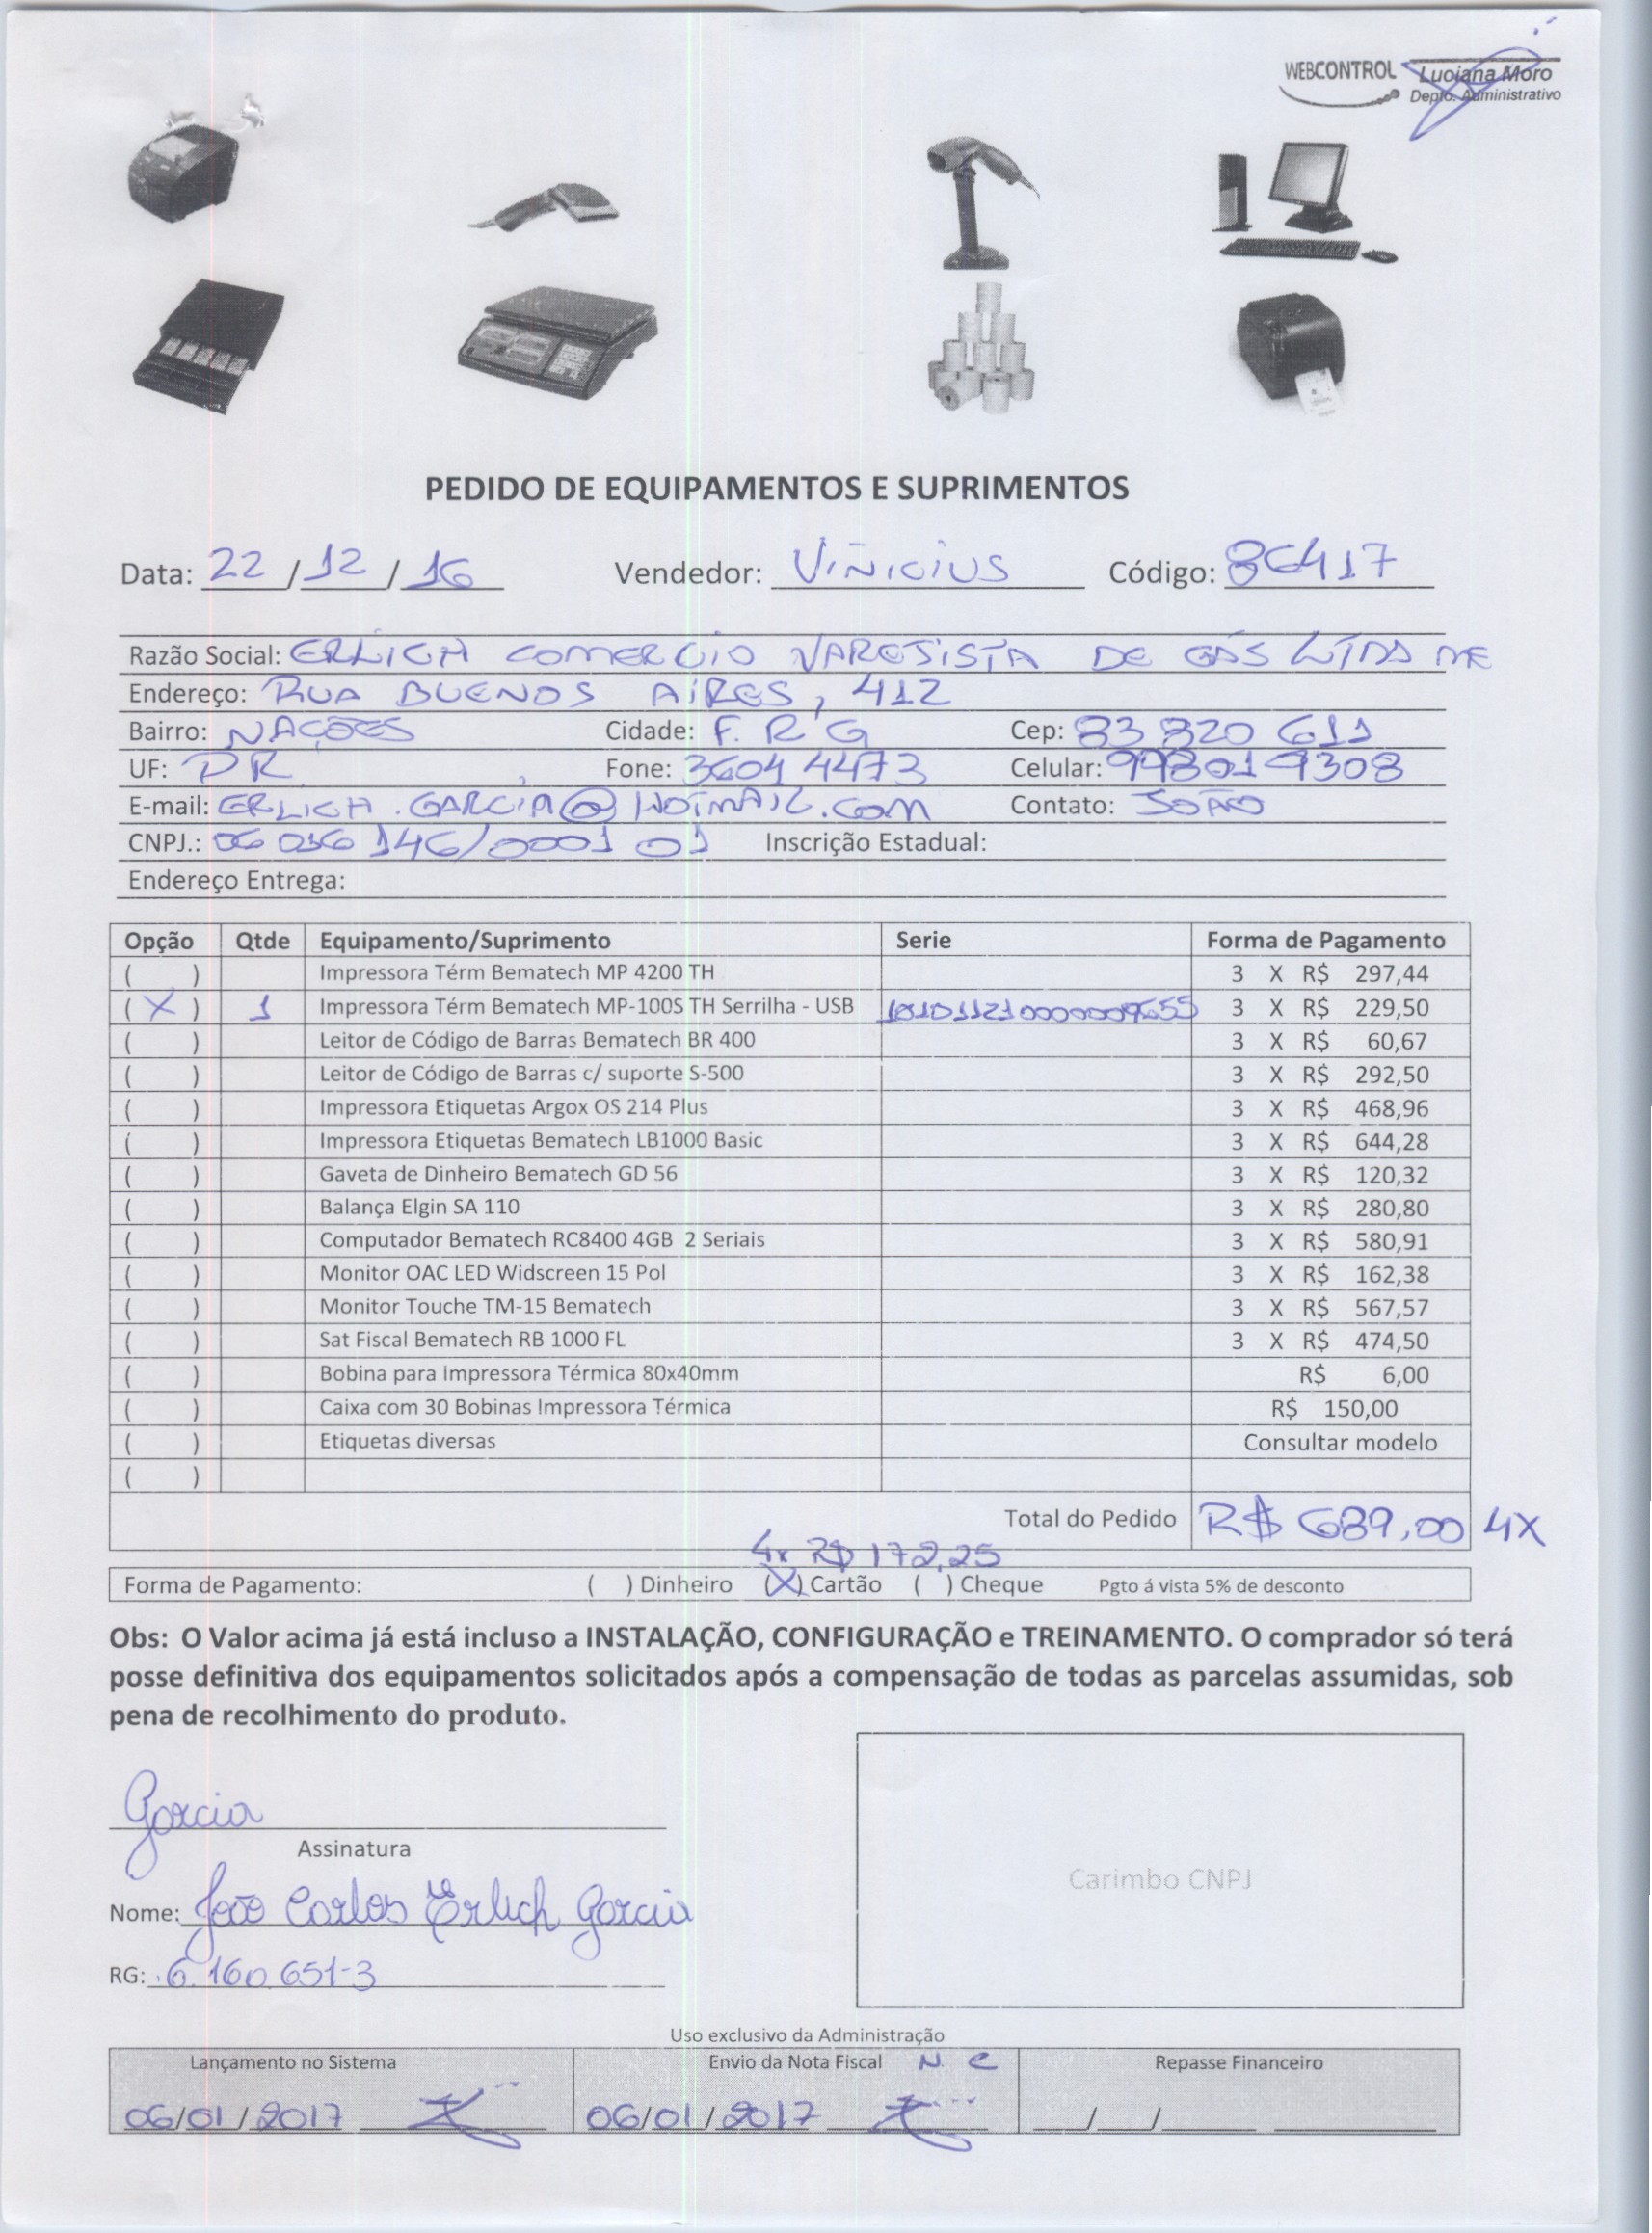 WEBCONTROL Luciana Moro
Depto. Administrativo
PEDIDO DE EQUIPAMENTOS E SUPRIMENTOS
Data: 22 / 12 / 16 Vendedor: VINICIUS Código: 86417
Razão Social: ERLICH COMERCIO VAREJISTA DE GÁS LTDA ME
Endereço: RUA BUENOS AIRES, 412
Bairro: NAÇÕES Cidade: F. R G Cep: 83 820 611
UF: PR Fone: 3604 4473 Celular: 99801 9308
E-mail: ERLICH.GARCIA@HOTMAIL.COM Contato: JOÃO
CNPJ.: 06 056 146/0001 01 Inscrição Estadual:
Endereço Entrega:
Opção Qtde Equipamento/Suprimento Serie Forma de Pagamento
( ) Impressora Térm Bematech MP 4200 TH 3 X R$ 297,44
( X ) 1 Impressora Térm Bematech MP-100S TH Serrilha - USB 3 X R$ 229,50
( ) Leitor de Código de Barras Bematech BR 400 3 X R$ 60,67
( ) Leitor de Código de Barras c/ suporte S-500 3 X R$ 292,50
( ) Impressora Etiquetas Argox OS 214 Plus 3 X R$ 468,96
( ) Impressora Etiquetas Bematech LB1000 Basic 3 X R$ 644,28
( ) Gaveta de Dinheiro Bematech GD 56 3 X R$ 120,32
( ) Balança Elgin SA 110 3 X R$ 280,80
( ) Computador Bematech RC8400 4GB 2 Seriais 3 X R$ 580,91
( ) Monitor OAC LED Widscreen 15 Pol 3 X R$ 162,38
( ) Monitor Touche TM-15 Bematech 3 X R$ 567,57
( ) Sat Fiscal Bematech RB 1000 FL 3 X R$ 474,50
( ) Bobina para Impressora Térmica 80x40mm R$ 6,00
( ) Caixa com 30 Bobinas Impressora Térmica R$ 150,00
( ) Etiquetas diversas Consultar modelo
( )
Total do Pedido R$ 689,00 4X
4x R$ 172,25
Forma de Pagamento: ( ) Dinheiro (X) Cartão ( ) Cheque Pgto á vista 5% de desconto
Obs: O Valor acima já está incluso a INSTALAÇÃO, CONFIGURAÇÃO e TREINAMENTO. O comprador só terá
posse definitiva dos equipamentos solicitados após a compensação de todas as parcelas assumidas, sob
pena de recolhimento do produto.
Garcia
Assinatura
Carimbo CNPJ
Nome: João Carlos Erlich Garcia
RG: 6.160.651-3
Uso exclusivo da Administração
Lançamento no Sistema Envio da Nota Fiscal N. C Repasse Financeiro
06/01/2017 06/01/2017 / /